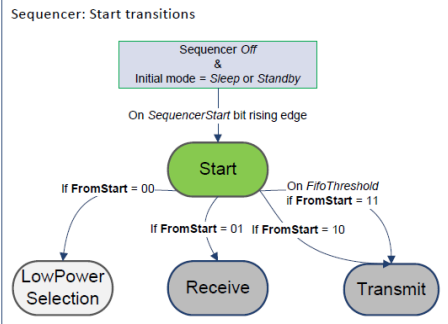 Sequencer: Start transitions
Sequencer Off
&
Initial mode = Sleep or Standby
On SequencerStart bit rising edge
Start
If FromStart = 00
On FifoThreshold
if FromStart = 11
If FromStart = 01
If FromStart = 10
LowPower
Selection
Receive
Transmit